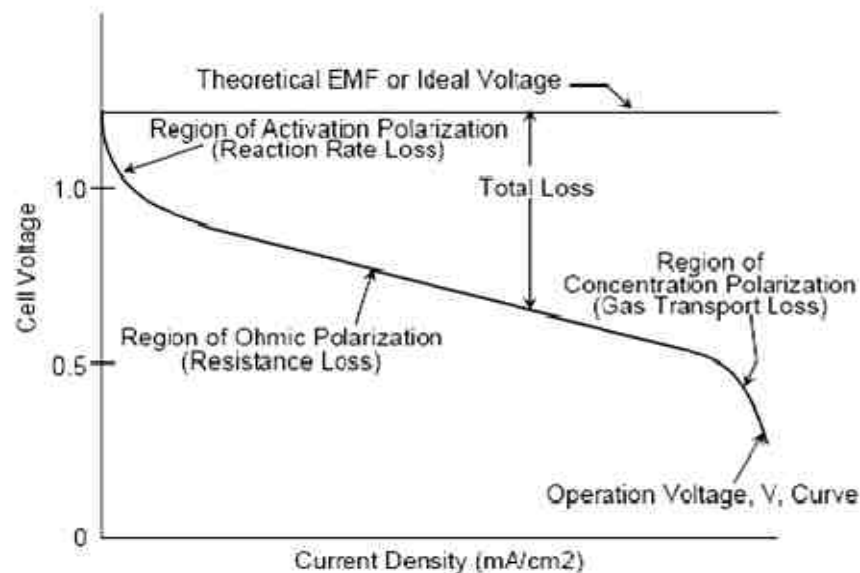 Theoretical EMF or Ideal Voltage
Region of Activation Polarization
(Reaction Rate Loss)
Total Loss
1.0
Cell Voltage
Region of
Concentration Polarization
(Gas Transport Loss)
Region of Ohmic Polarization
(Resistance Loss)
0.5
Operation Voltage, V, Curve
0
Current Density (mA/cm2)